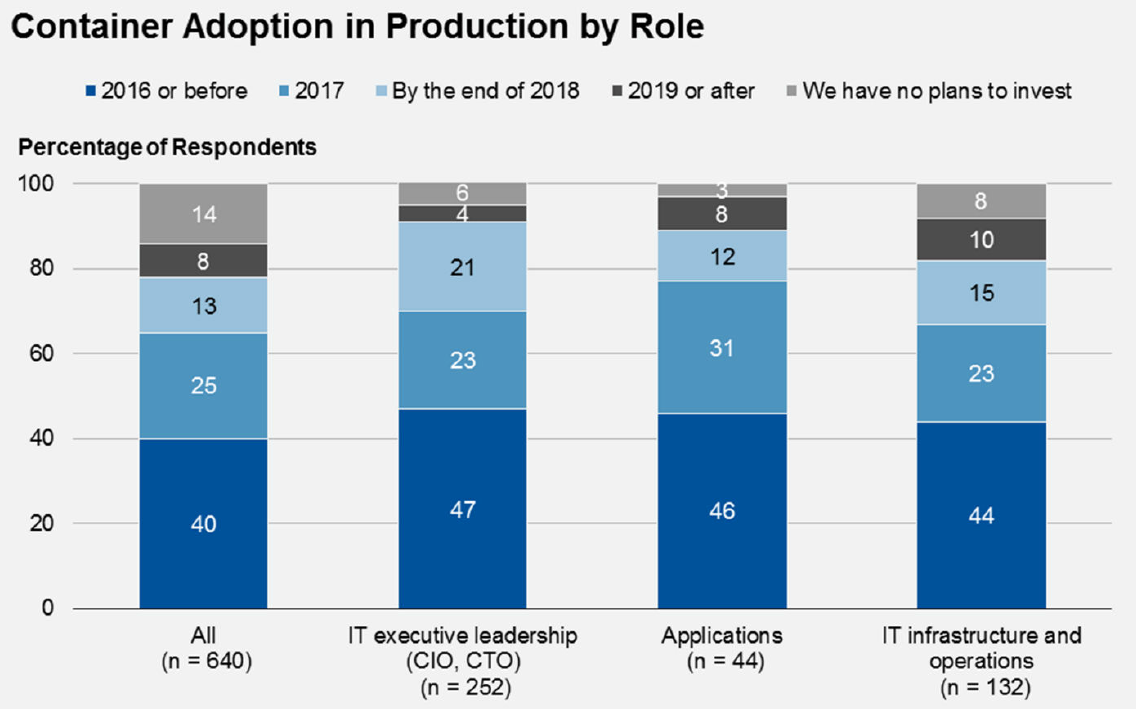 Container Adoption in Production by Role
2016 or before 2017 By the end of 2018 2019 or after We have no plans to invest
Percentage of Respondents
100
80
60
40
20
0
14
8
13
25
40
6
4
21
23
47
3
8
12
31
46
8
10
15
23
44
All
(n = 640)
IT executive leadership
(CIO, CTO)
(n = 252)
Applications
(n = 44)
IT infrastructure and
operations
(n = 132)